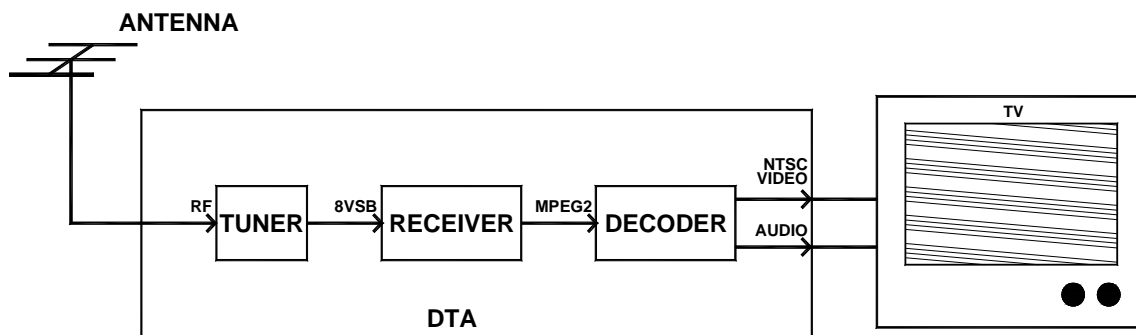 ANTENNA
TV
NTSC
VIDEO
RF
TUNER
8VSB
RECEIVER
MPEG2
DECODER
AUDIO
DTA